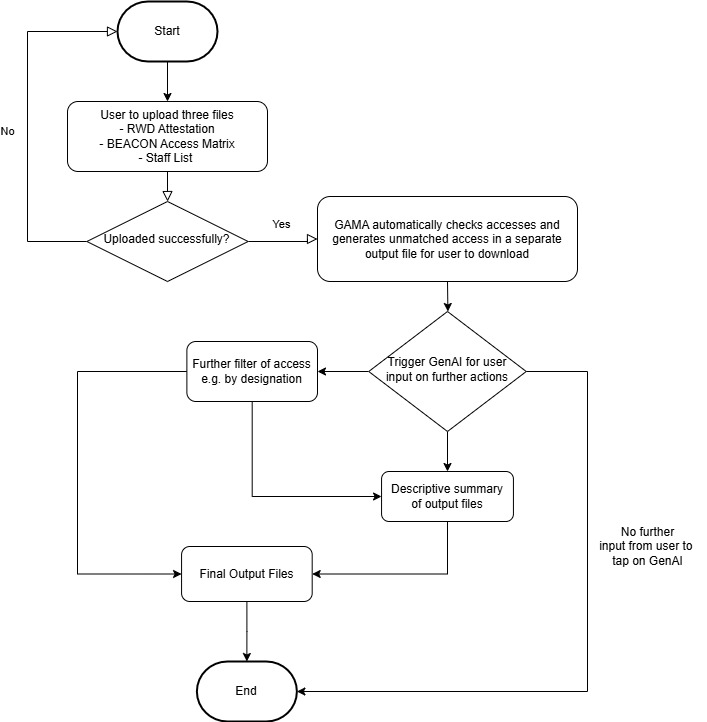 Start
No
User to upload three files
- RWD Attestation
- BEACON Access Matrix
- Staff List
Uploaded successfully?
Yes
GAMA automatically checks accesses and
generates unmatched access in a separate
output file for user to download
Trigger GenAI for user
input on further actions
Further filter of access
e.g. by designation
Descriptive summary
of output files
No further
input from user to
tap on GenAI
Final Output Files
End